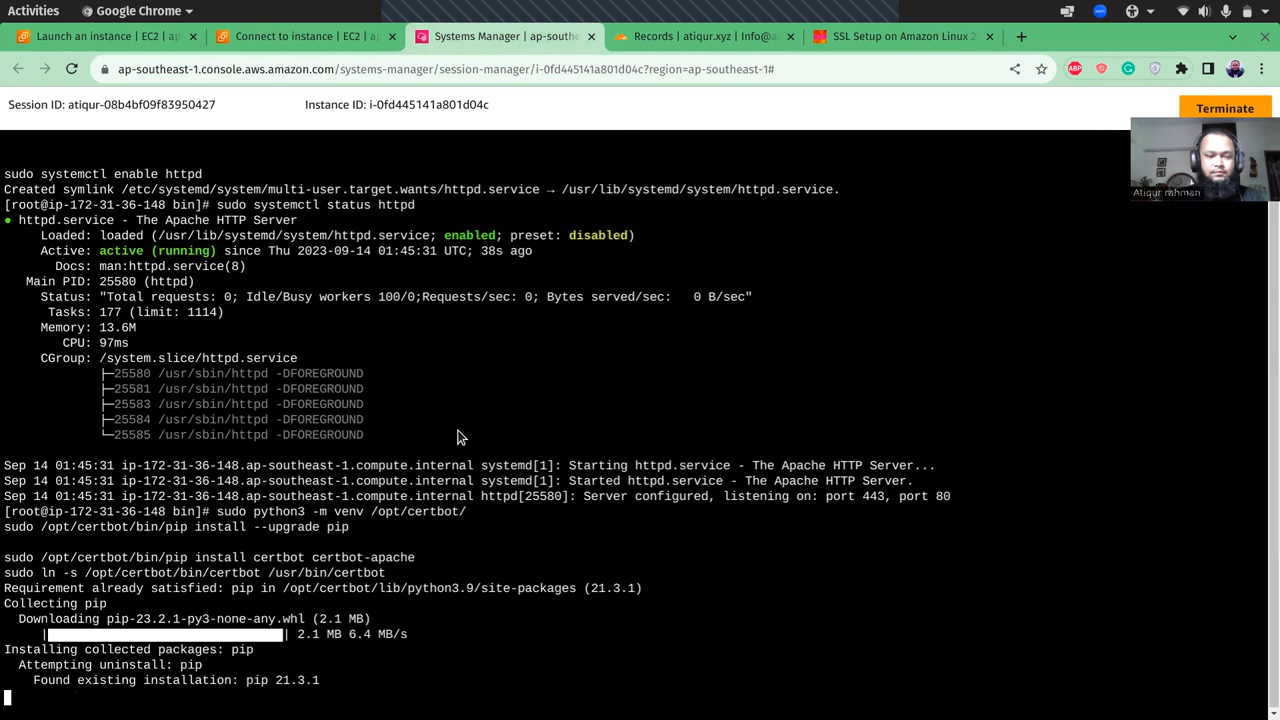 Activities
Google Chrome
Launch an instance | EC2 | ap
Connect to instance | EC2 | ap
Systems Manager | ap-southe
Records | atiqur.xyz | Info@a
SSL Setup on Amazon Linux 2
ap-southeast-1.console.aws.amazon.com/systems-manager/session-manager/i-0fd445141a801d04c?region=ap-southeast-1#
ABP
Session ID: atiqur-08b4bf09f83950427
Instance ID: i-0fd445141a801d04c
Terminate
Atiqur rahman
sudo systemctl enable httpd
Created symlink /etc/systemd/system/multi-user.target.wants/httpd.service → /usr/lib/systemd/system/httpd.service.
[root@ip-172-31-36-148 bin]# sudo systemctl status httpd
● httpd.service - The Apache HTTP Server
Loaded: loaded (/usr/lib/systemd/system/httpd.service; enabled; preset: disabled)
Active: active (running) since Thu 2023-09-14 01:45:31 UTC; 38s ago
Docs: man:httpd.service(8)
Main PID: 25580 (httpd)
Status: "Total requests: 0; Idle/Busy workers 100/0;Requests/sec: 0; Bytes served/sec:   0 B/sec"
Tasks: 177 (limit: 1114)
Memory: 13.6M
CPU: 97ms
CGroup: /system.slice/httpd.service
├─25580 /usr/sbin/httpd -DFOREGROUND
├─25581 /usr/sbin/httpd -DFOREGROUND
├─25583 /usr/sbin/httpd -DFOREGROUND
├─25584 /usr/sbin/httpd -DFOREGROUND
└─25585 /usr/sbin/httpd -DFOREGROUND
Sep 14 01:45:31 ip-172-31-36-148.ap-southeast-1.compute.internal systemd[1]: Starting httpd.service - The Apache HTTP Server...
Sep 14 01:45:31 ip-172-31-36-148.ap-southeast-1.compute.internal systemd[1]: Started httpd.service - The Apache HTTP Server.
Sep 14 01:45:31 ip-172-31-36-148.ap-southeast-1.compute.internal httpd[25580]: Server configured, listening on: port 443, port 80
[root@ip-172-31-36-148 bin]# sudo python3 -m venv /opt/certbot/
sudo /opt/certbot/bin/pip install --upgrade pip
sudo /opt/certbot/bin/pip install certbot certbot-apache
sudo ln -s /opt/certbot/bin/certbot /usr/bin/certbot
Requirement already satisfied: pip in /opt/certbot/lib/python3.9/site-packages (21.3.1)
Collecting pip
Downloading pip-23.2.1-py3-none-any.whl (2.1 MB)
| | 2.1 MB 6.4 MB/s
Installing collected packages: pip
Attempting uninstall: pip
Found existing installation: pip 21.3.1